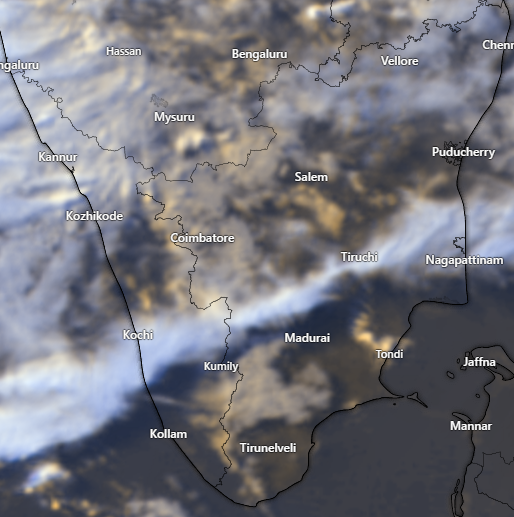 Hassan
Bengaluru
Chenn
Vellore
ngaluru
Mysuru
Kannur
Puducherry
Salem
Kozhikode
Coimbatore
Tiruchi
Nagapattinam
Kochi
Madurai
Tondi
Kumily
Jaffna
Mannar
Kollam
Tirunelveli